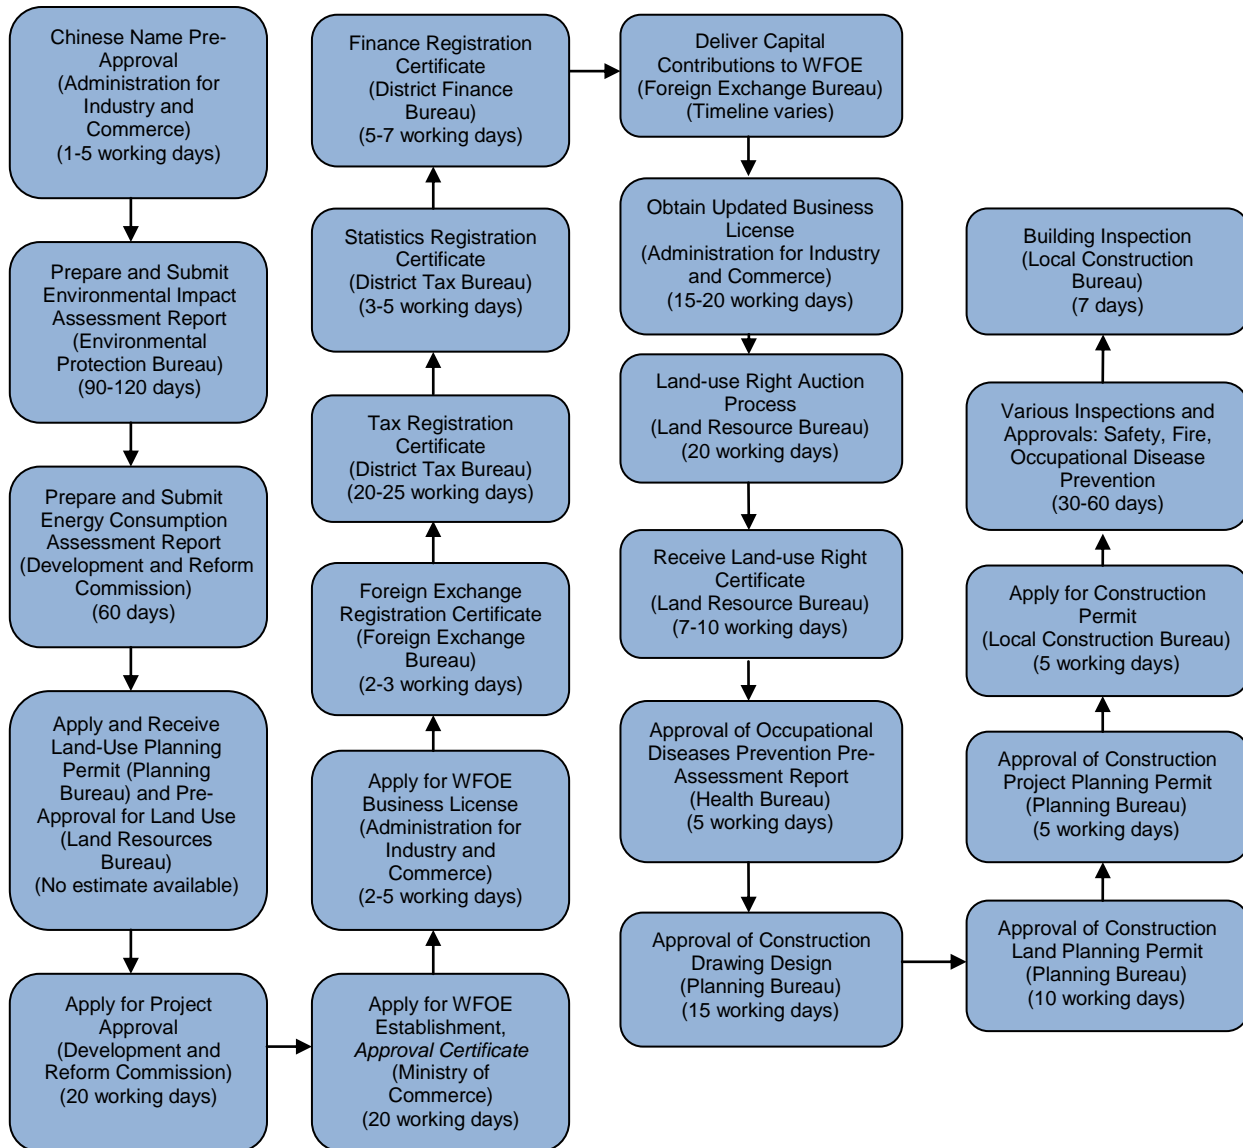 Chinese Name Pre-
Approval
(Administration for
Industry and
Commerce)
(1-5 working days)
Prepare and Submit
Environmental Impact
Assessment Report
(Environmental
Protection Bureau)
(90-120 days)
Prepare and Submit
Energy Consumption
Assessment Report
(Development and Reform
Commission)
(60 days)
Apply and Receive
Land-Use Planning
Permit (Planning
Bureau) and Pre-
Approval for Land Use
(Land Resources
Bureau)
(No estimate available)
Apply for Project
Approval
(Development and
Reform Commission)
(20 working days)
Apply for WFOE
Establishment,
Approval Certificate
(Ministry of
Commerce)
(20 working days)
Apply for WFOE
Business License
(Administration for
Industry and
Commerce)
(2-5 working days)
Foreign Exchange
Registration Certificate
(Foreign Exchange
Bureau)
(2-3 working days)
Tax Registration
Certificate
(District Tax Bureau)
(20-25 working days)
Statistics Registration
Certificate
(District Tax Bureau)
(3-5 working days)
Finance Registration
Certificate
(District Finance
Bureau)
(5-7 working days)
Deliver Capital
Contributions to WFOE
(Foreign Exchange Bureau)
(Timeline varies)
Obtain Updated Business
License
(Administration for Industry
and Commerce)
(15-20 working days)
Land-use Right Auction
Process
(Land Resource Bureau)
(20 working days)
Receive Land-use Right
Certificate
(Land Resource Bureau)
(7-10 working days)
Approval of Occupational
Diseases Prevention Pre-
Assessment Report
(Health Bureau)
(5 working days)
Approval of Construction
Drawing Design
(Planning Bureau)
(15 working days)
Approval of Construction
Land Planning Permit
(Planning Bureau)
(10 working days)
Approval of Construction
Project Planning Permit
(Planning Bureau)
(5 working days)
Apply for Construction
Permit
(Local Construction Bureau)
(5 working days)
Various Inspections and
Approvals: Safety, Fire,
Occupational Disease
Prevention
(30-60 days)
Building Inspection
(Local Construction
Bureau)
(7 days)